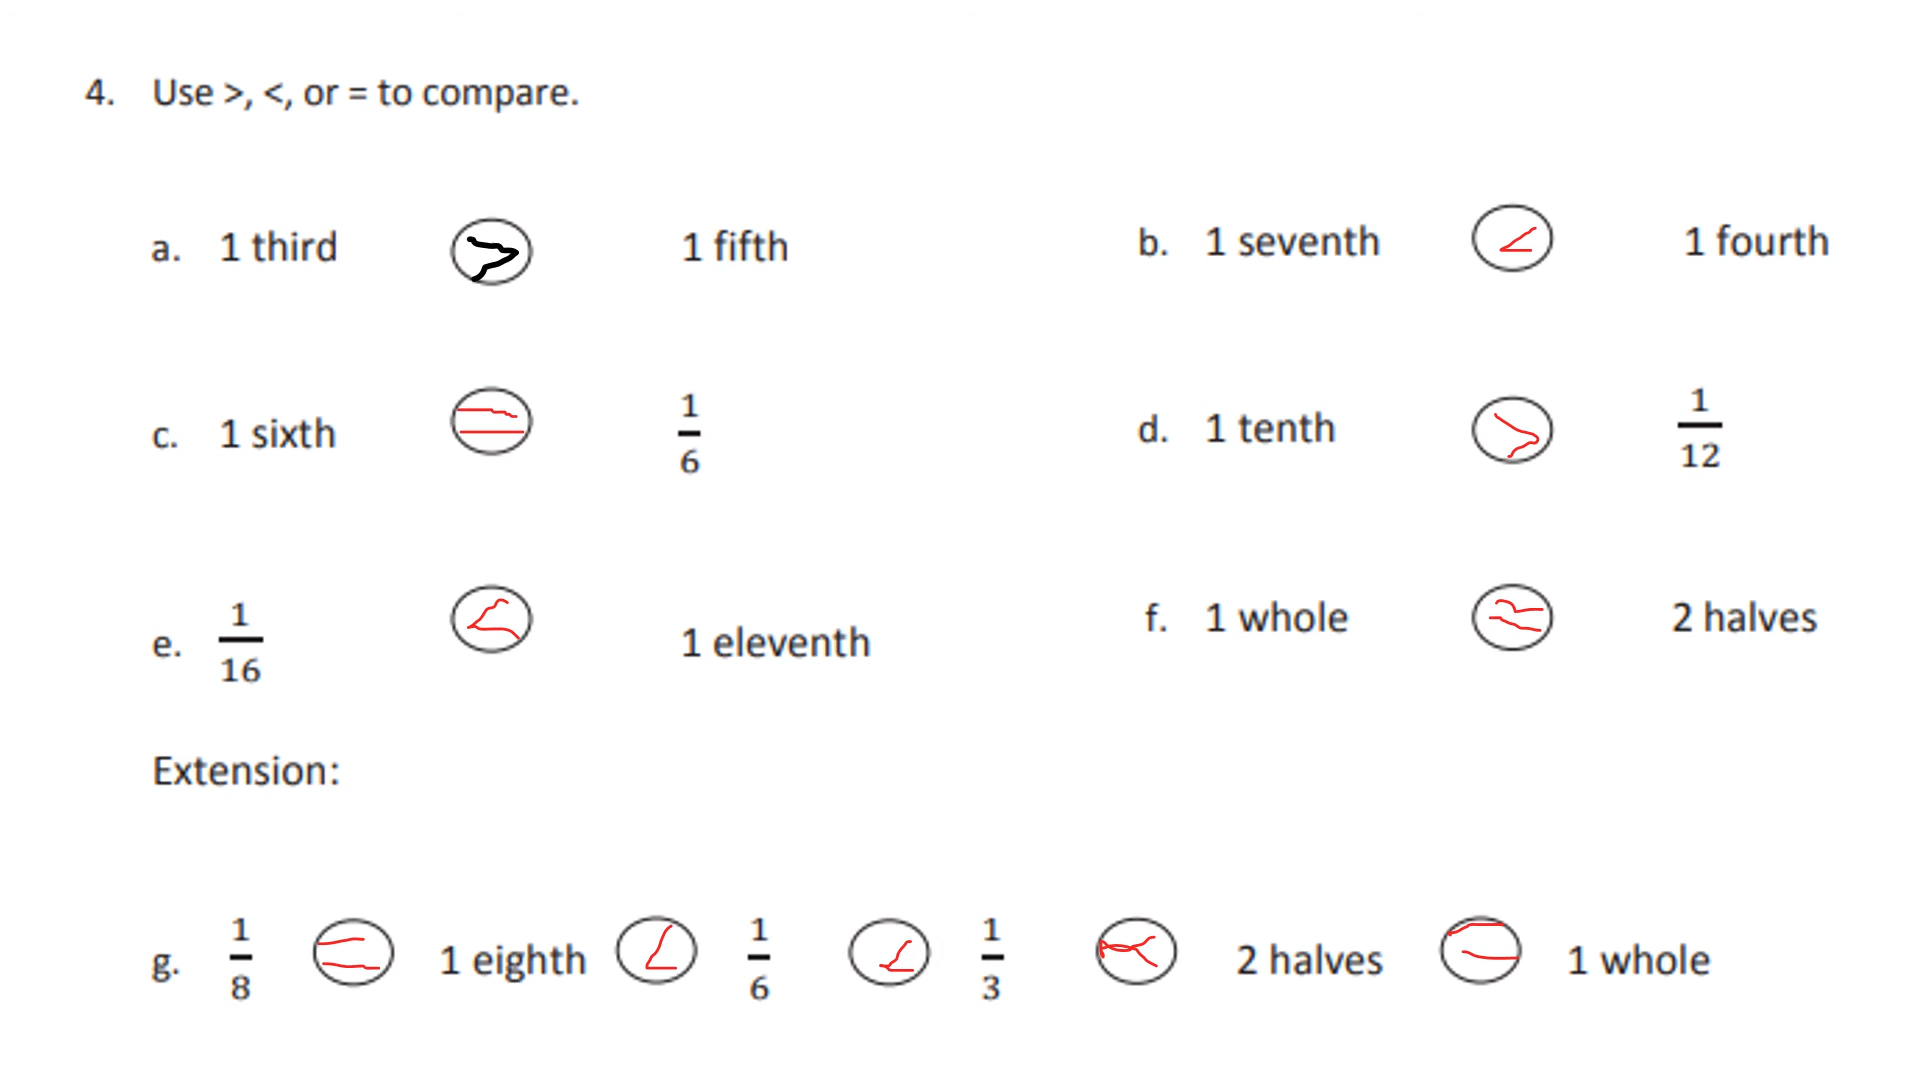 4. Use >, <, or = to compare.
a. 1 third > 1 fifth
b. 1 seventh < 1 fourth
c. 1 sixth = 1/6
d. 1 tenth > 1/12
e. 1/16 < 1 eleventh
f. 1 whole = 2 halves
Extension:
g. 1/8 = 1 eighth < 1/6 < 1/3 < 2 halves = 1 whole